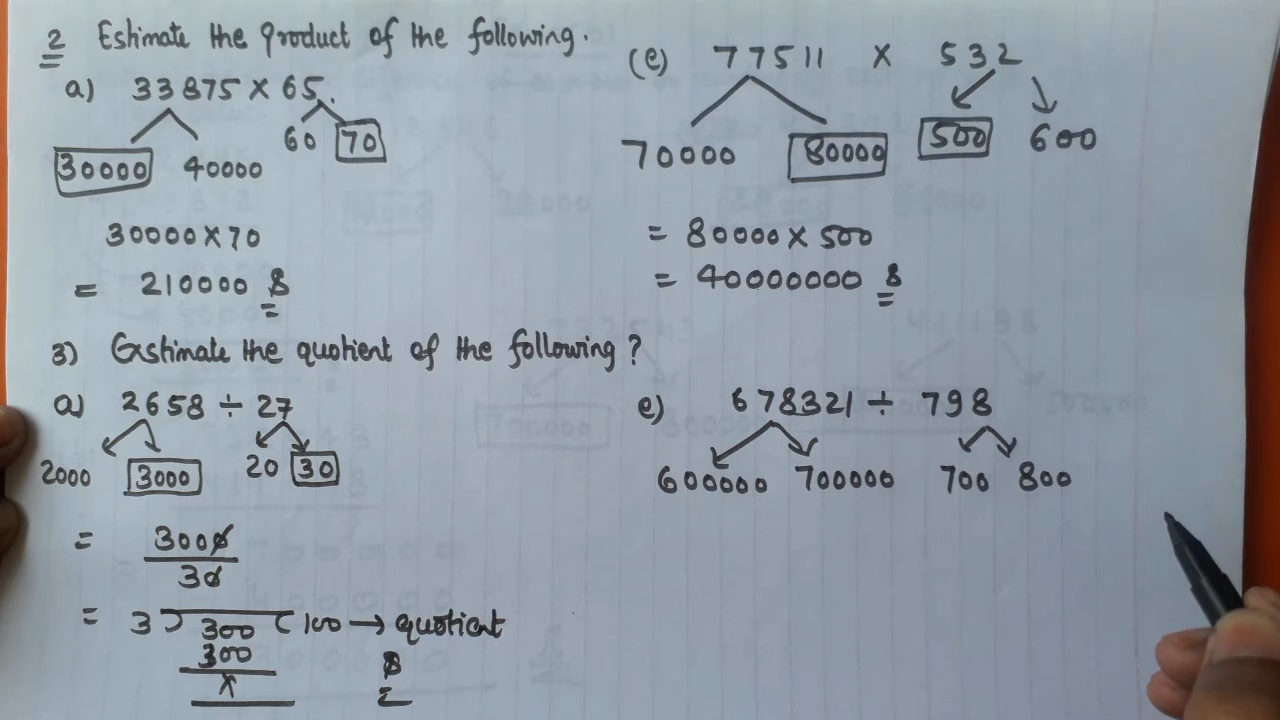 2 Estimate the product of the following.
a) 33875 × 65.
60 70
30000 40000
30000 × 70
= 210000
(e) 77511 × 532
70000 80000 500 600
= 80000 × 500
= 40000000
3) Estimate the quotient of the following?
a) 2658 ÷ 27
2000 3000 20 30
= 3000
30
= 3 300 100 → quotient
300
x
e) 678321 ÷ 798
600000 700000 700 800